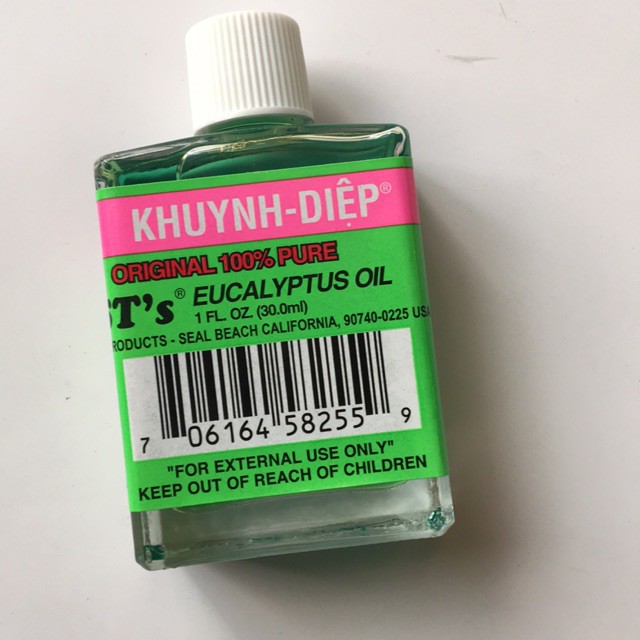 KHUYNH-DIỆP®
ORIGINAL 100% PURE
T's® EUCALYPTUS OIL
1 FL. OZ. (30.0ml)
RODUCTS - SEAL BEACH CALIFORNIA, 90740-0225 USA
7 06164 58255 9
"FOR EXTERNAL USE ONLY"
KEEP OUT OF REACH OF CHILDREN